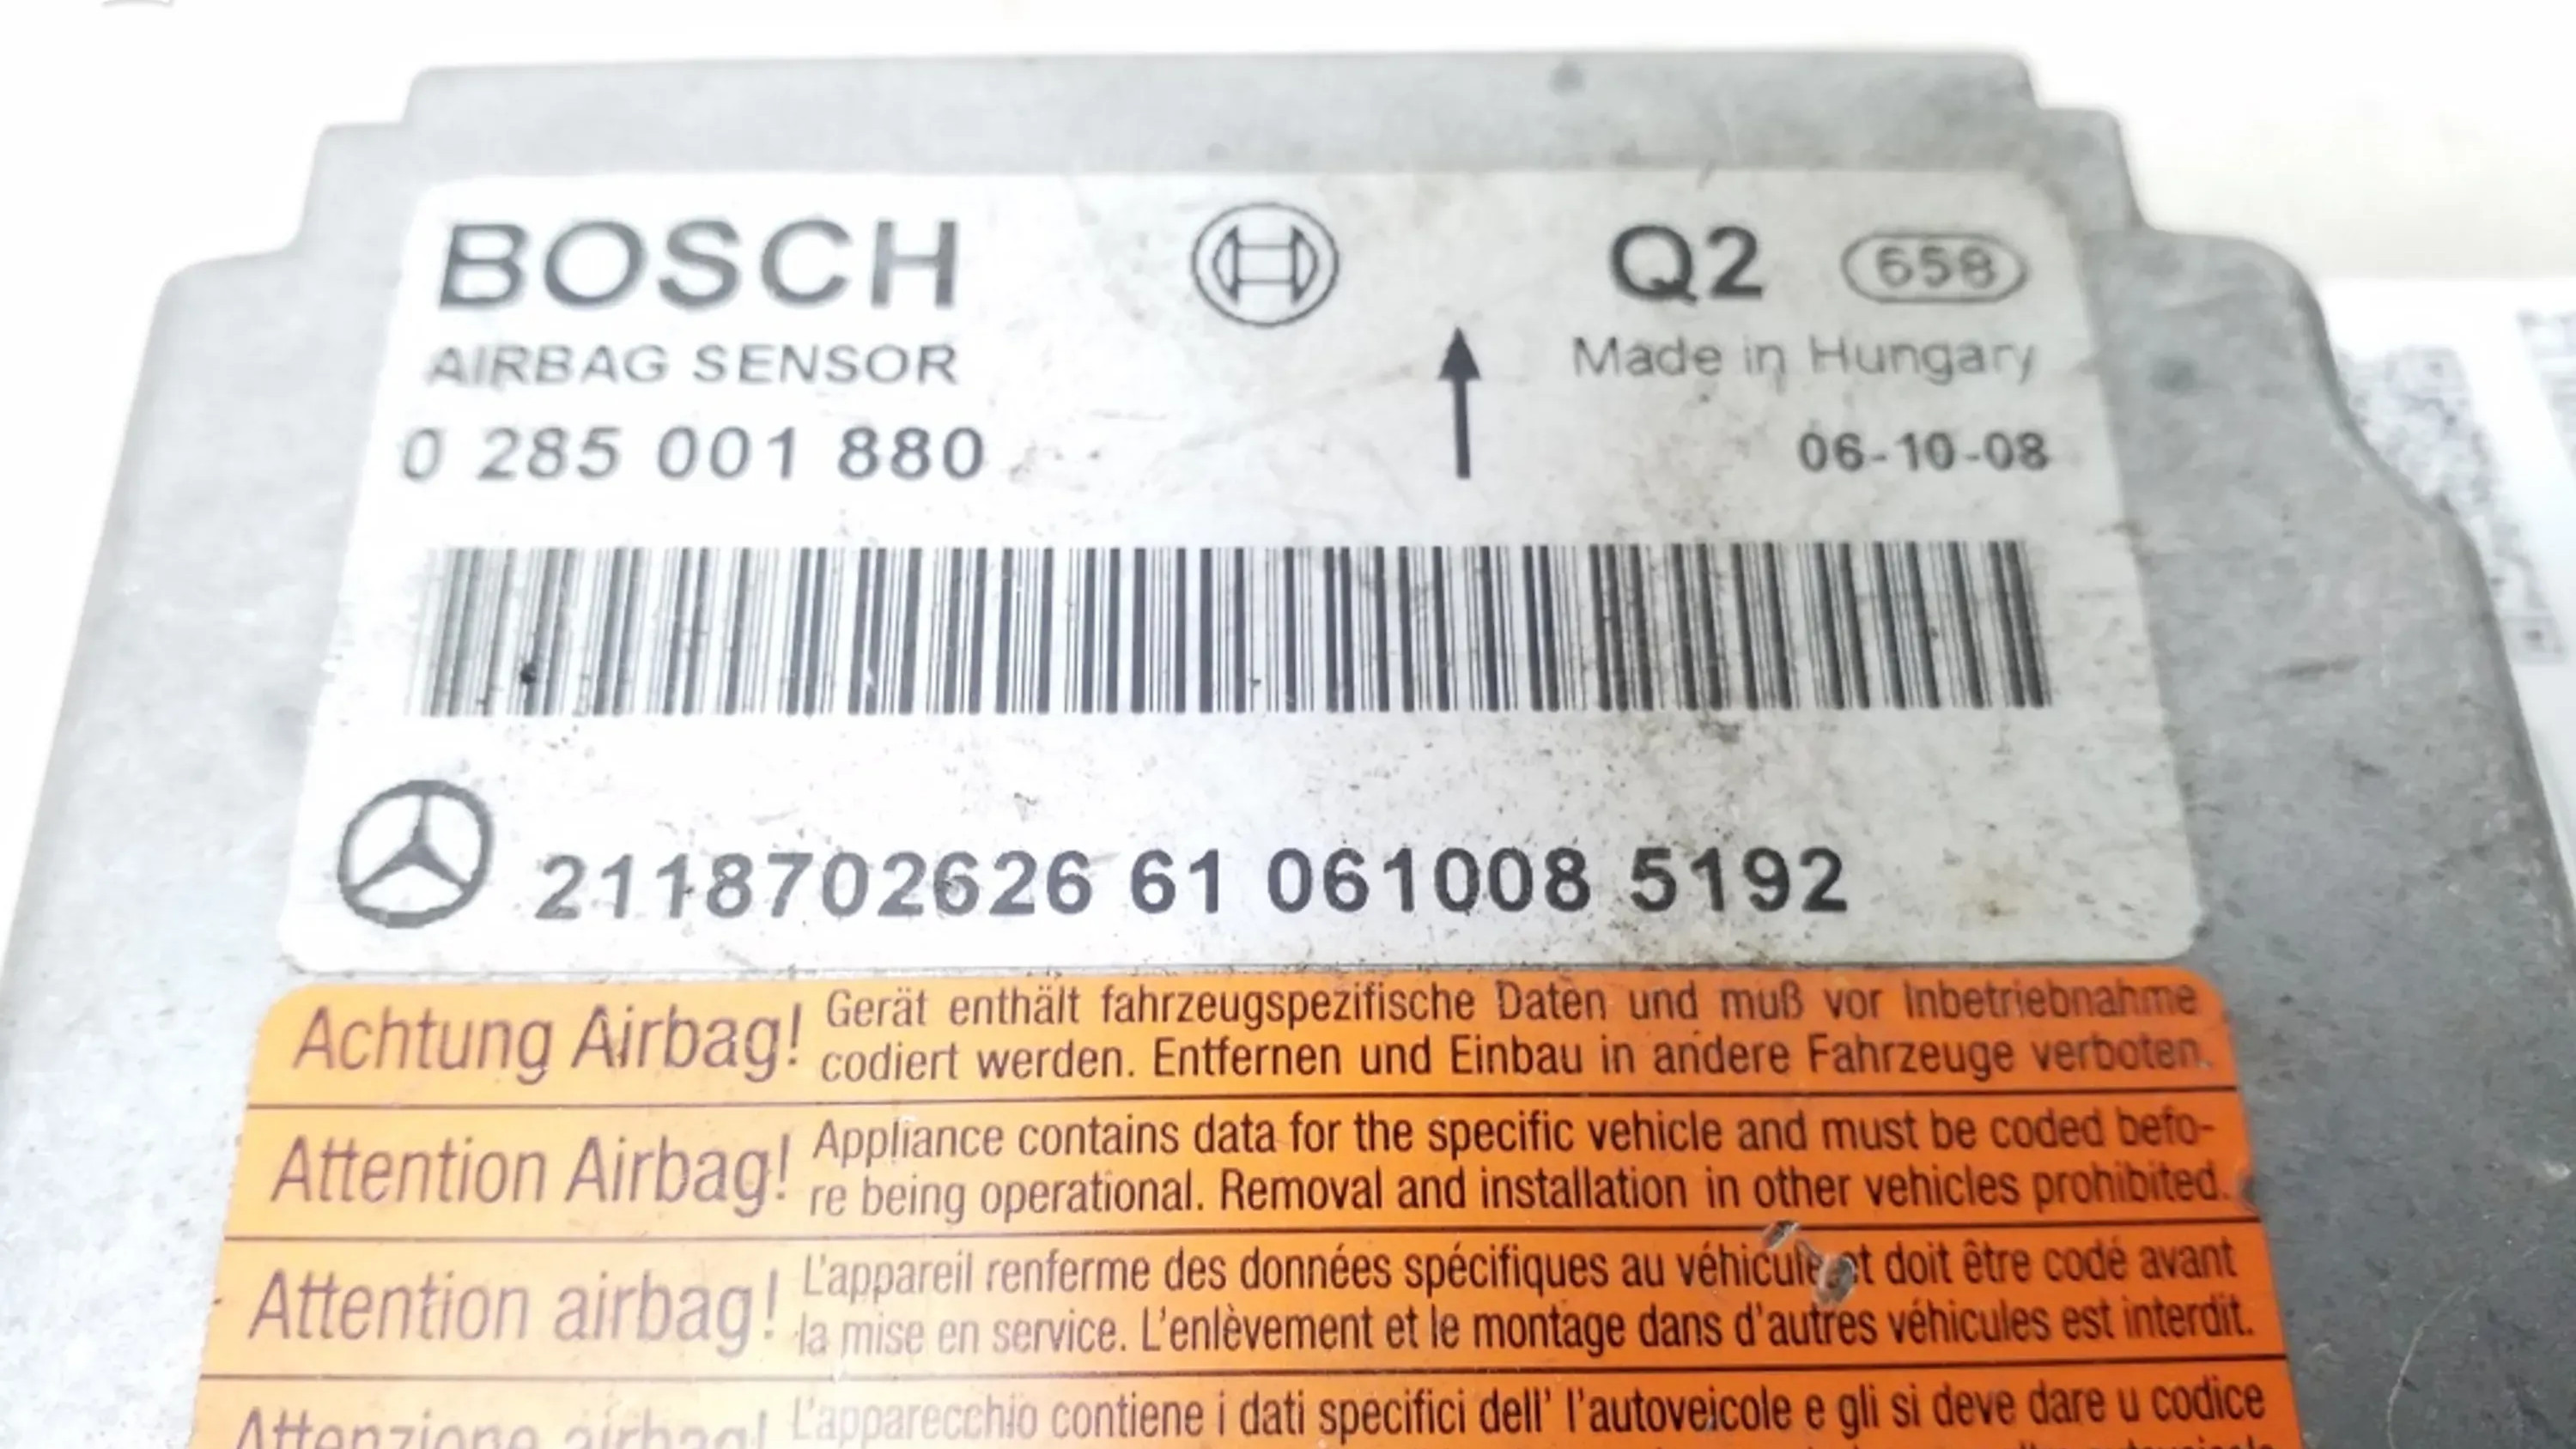 BOSCH
Q2 658
AIRBAG SENSOR
Made in Hungary
0 285 001 880
06-10-08
2118702626 61 061008 5192
Achtung Airbag! Gerät enthält fahrzeugspezifische Daten und muß vor Inbetriebnahme
codiert werden. Entfernen und Einbau in andere Fahrzeuge verboten.
Attention Airbag! Appliance contains data for the specific vehicle and must be coded befo-
re being operational. Removal and installation in other vehicles prohibited.
Attention airbag! L'appareil renferme des données spécifiques au véhicule et doit être codé avant
la mise en service. L'enlèvement et le montage dans d'autres véhicules est interdit.
Attenzione airbag! L'apparecchio contiene i dati specifici dell' l'autoveicole e gli si deve dare u codice